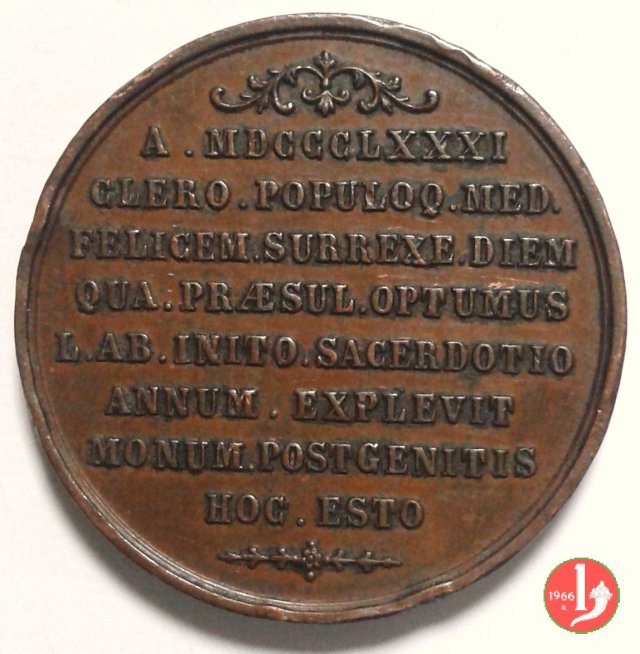 A . MDCCCLXXXI
CLERO . POPULOQ . MED.
FELICEM . SURREXE . DIEM
QUA . PRÆSUL . OPTUMUS
L . AB . INITO . SACERDOTIO
ANNUM . EXPLEVIT
MONUM . POSTGENITIS
HOC . ESTO
1966